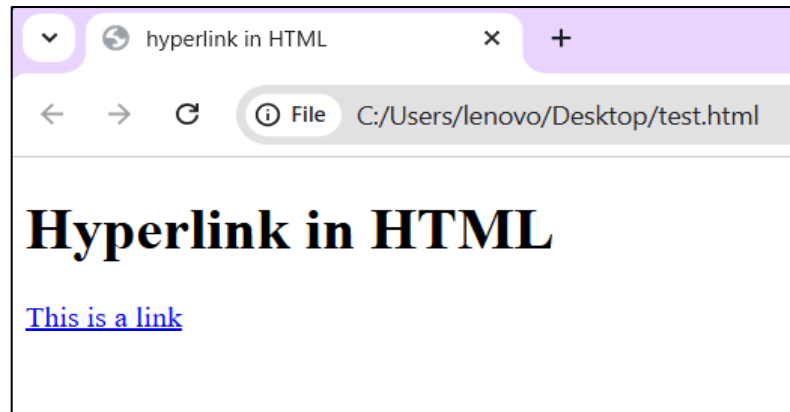 hyperlink in HTML
File C:/Users/lenovo/Desktop/test.html
Hyperlink in HTML
This is a link